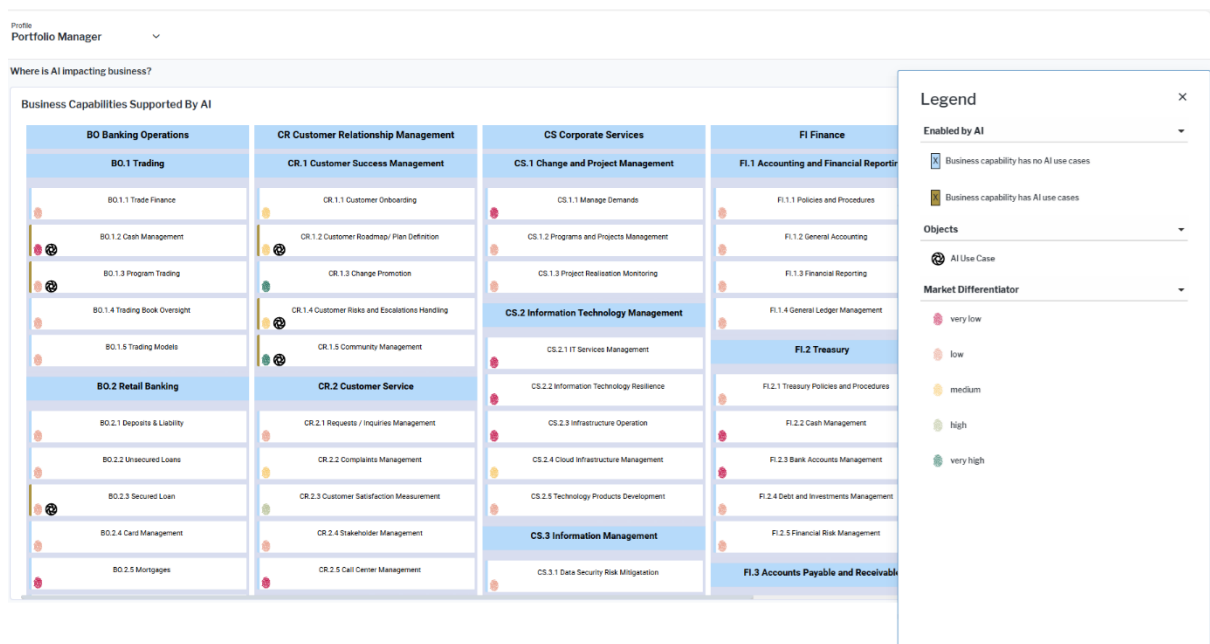 Profile
Portfolio Manager
Where is AI impacting business?
Business Capabilities Supported By AI
BO Banking Operations
BO.1 Trading
BO.1.1 Trade Finance
BO.1.2 Cash Management
BO.1.3 Program Trading
BO.1.4 Trading Book Oversight
BO.1.5 Trading Models
BO.2 Retail Banking
BO.2.1 Deposits & Liability
BO.2.2 Unsecured Loans
BO.2.3 Secured Loan
BO.2.4 Card Management
BO.2.5 Mortgages
CR Customer Relationship Management
CR.1 Customer Success Management
CR.1.1 Customer Onboarding
CR.1.2 Customer Roadmap/ Plan Definition
CR.1.3 Change Promotion
CR.1.4 Customer Risks and Escalations Handling
CR.1.5 Community Management
CR.2 Customer Service
CR.2.1 Requests / Inquiries Management
CR.2.2 Complaints Management
CR.2.3 Customer Satisfaction Measurement
CR.2.4 Stakeholder Management
CR.2.5 Call Center Management
CS Corporate Services
CS.1 Change and Project Management
CS.1.1 Manage Demands
CS.1.2 Programs and Projects Management
CS.1.3 Project Realisation Monitoring
CS.2 Information Technology Management
CS.2.1 IT Services Management
CS.2.2 Information Technology Resilience
CS.2.3 Infrastructure Operation
CS.2.4 Cloud Infrastructure Management
CS.2.5 Technology Products Development
CS.3 Information Management
CS.3.1 Data Security Risk Mitigatation
FI Finance
FI.1 Accounting and Financial Reportin
FI.1.1 Policies and Procedures
FI.1.2 General Accounting
FI.1.3 Financial Reporting
FI.1.4 General Ledger Management
FI.2 Treasury
FI.2.1 Treasury Policies and Procedures
FI.2.2 Cash Management
FI.2.3 Bank Accounts Management
FI.2.4 Debt and Investments Management
FI.2.5 Financial Risk Management
FI.3 Accounts Payable and Receivable
Legend
Enabled by AI
X Business capability has no AI use cases
X Business capability has AI use cases
Objects
AI Use Case
Market Differentiator
very low
low
medium
high
very high